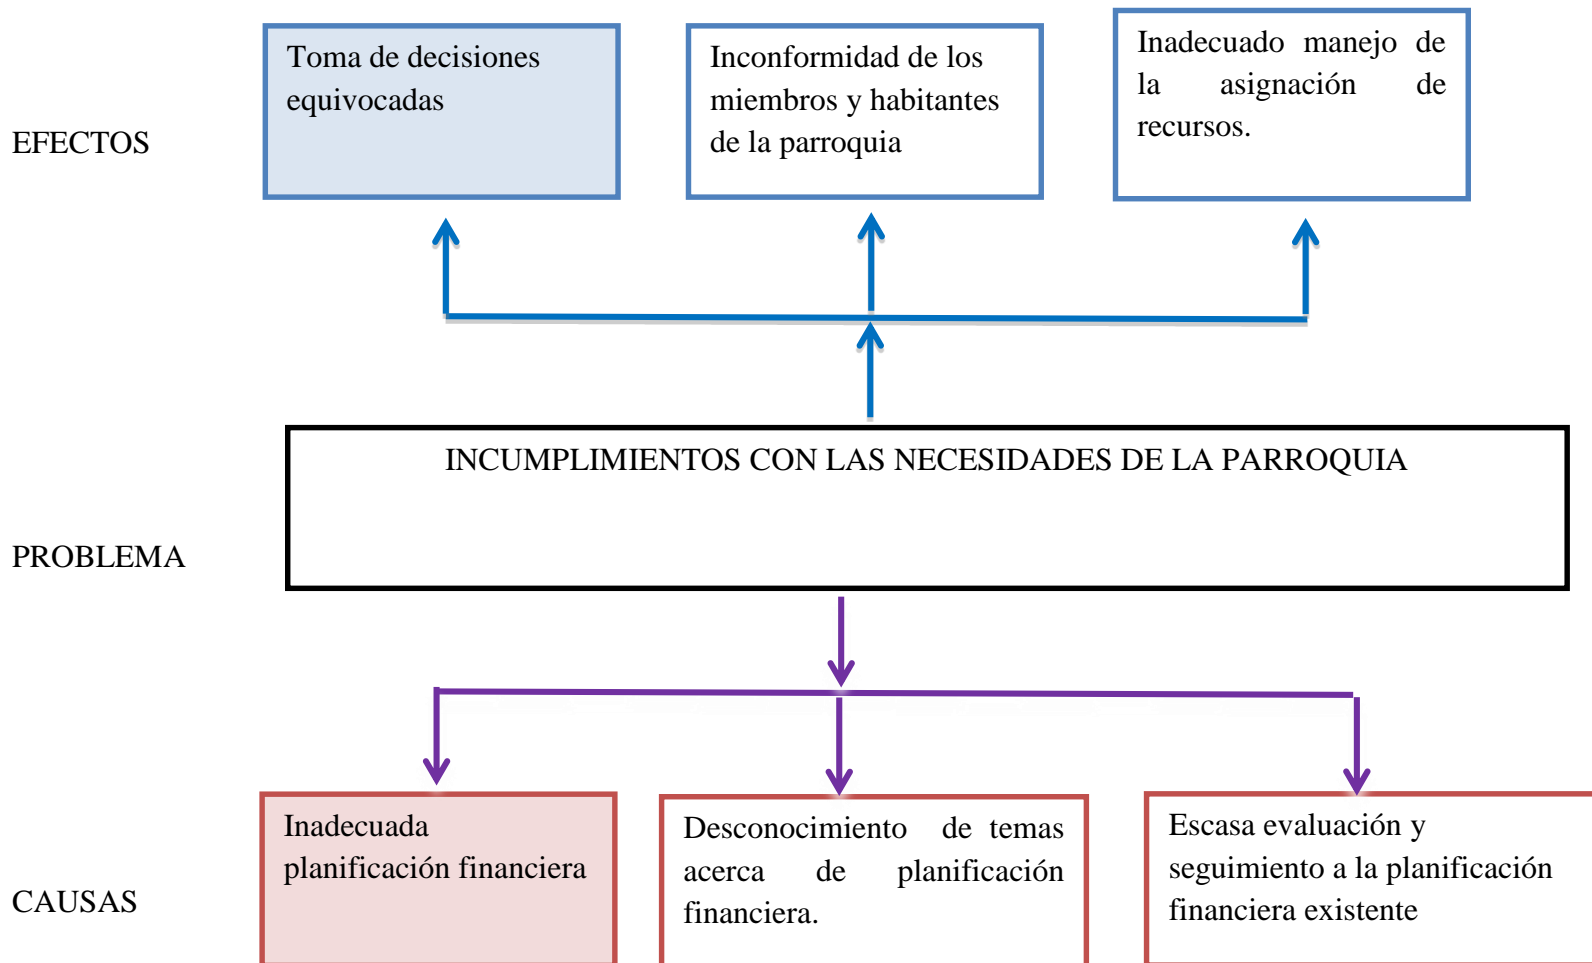 Toma de decisiones
equivocadas
Inconformidad de los
miembros y habitantes
de la parroquia
Inadecuado manejo de
la asignación de
recursos.
EFECTOS
INCUMPLIMIENTOS CON LAS NECESIDADES DE LA PARROQUIA
PROBLEMA
Inadecuada
planificación financiera
Desconocimiento de temas
acerca de planificación
financiera.
Escasa evaluación y
seguimiento a la planificación
financiera existente
CAUSAS